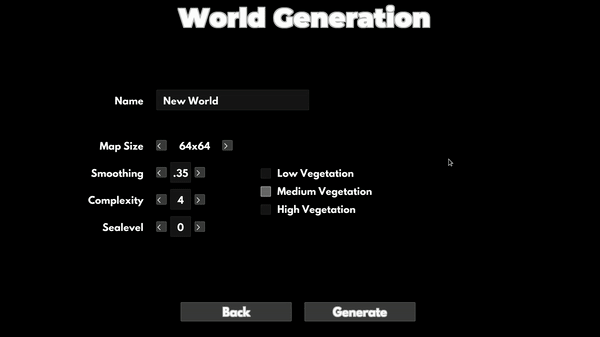 World Generation
Name New World
Map Size < 64x64 >
Smoothing < .35 >
Low Vegetation
Medium Vegetation
Complexity < 4 >
High Vegetation
Sealevel < 0 >
Back Generate